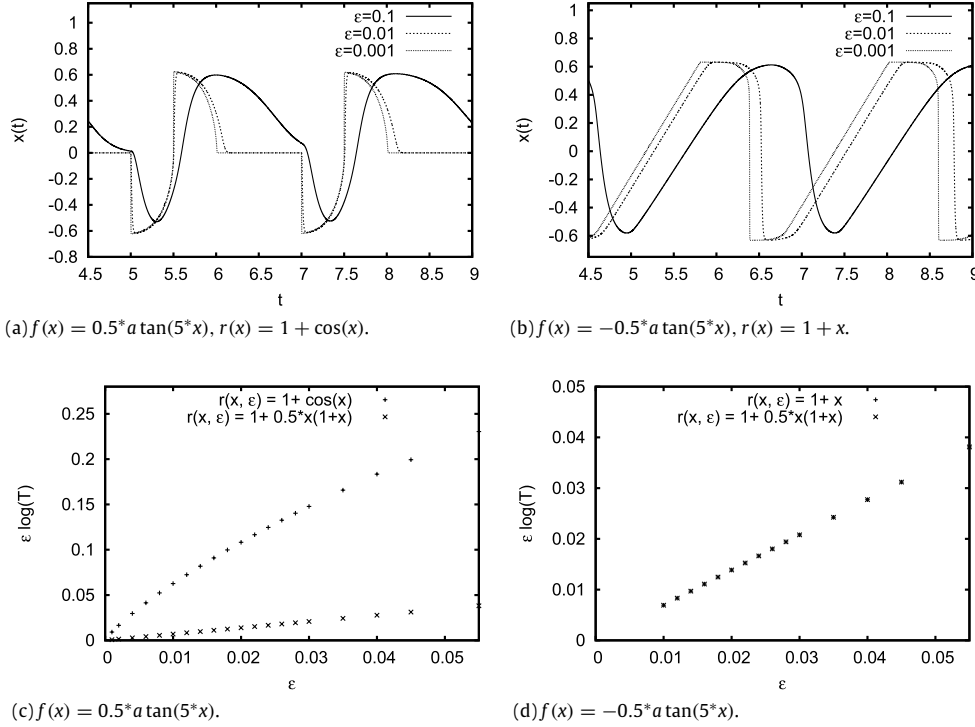 1
0.8
0.6
0.4
0.2
0
-0.2
-0.4
-0.6
-0.8
x(t)
ε=0.1
ε=0.01
ε=0.001
4.5 5 5.5 6 6.5 7 7.5 8 8.5 9
t
(a) f(x) = 0.5*a tan(5*x), r(x) = 1 + cos(x).
1
0.8
0.6
0.4
0.2
0
-0.2
-0.4
-0.6
x(t)
ε=0.1
ε=0.01
ε=0.001
4.5 5 5.5 6 6.5 7 7.5 8 8.5 9
t
(b) f(x) = −0.5*a tan(5*x), r(x) = 1 + x.
0.25
0.2
0.15
0.1
0.05
0
ε log(T)
r(x, ε) = 1+ cos(x)
r(x, ε) = 1+ 0.5*x(1+x)
0 0.01 0.02 0.03 0.04 0.05
ε
(c) f(x) = 0.5*a tan(5*x).
0.05
0.04
0.03
0.02
0.01
0
ε log(T)
r(x, ε) = 1+ x
r(x, ε) = 1+ 0.5*x(1+x)
0 0.01 0.02 0.03 0.04 0.05
ε
(d) f(x) = −0.5*a tan(5*x).